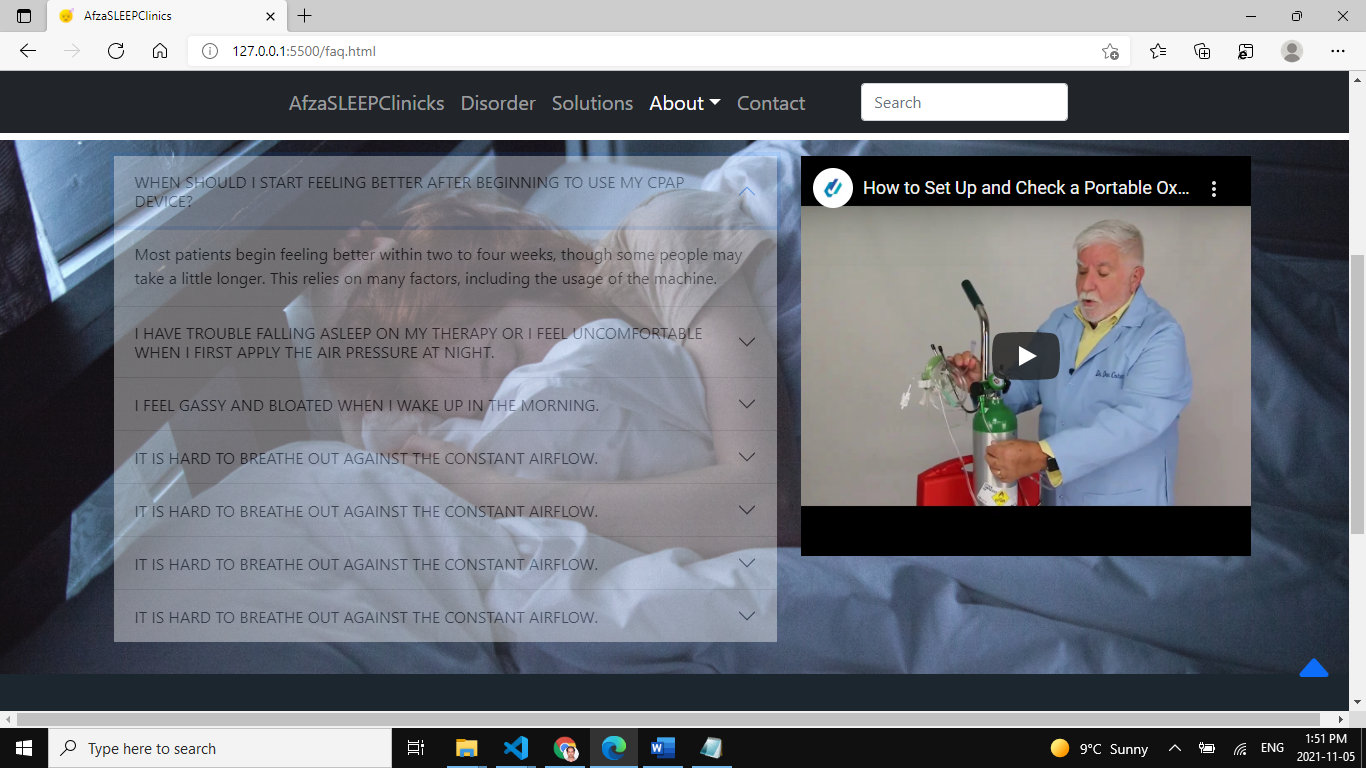 AfzaSLEEPClinics
127.0.0.1:5500/faq.html
AfzaSLEEPClinicks Disorder Solutions About Contact Search
WHEN SHOULD I START FEELING BETTER AFTER BEGINNING TO USE MY CPAP
DEVICE?
Most patients begin feeling better within two to four weeks, though some people may
take a little longer. This relies on many factors, including the usage of the machine.
I HAVE TROUBLE FALLING ASLEEP ON MY THERAPY OR I FEEL UNCOMFORTABLE
WHEN I FIRST APPLY THE AIR PRESSURE AT NIGHT.
I FEEL GASSY AND BLOATED WHEN I WAKE UP IN THE MORNING.
IT IS HARD TO BREATHE OUT AGAINST THE CONSTANT AIRFLOW.
IT IS HARD TO BREATHE OUT AGAINST THE CONSTANT AIRFLOW.
IT IS HARD TO BREATHE OUT AGAINST THE CONSTANT AIRFLOW.
IT IS HARD TO BREATHE OUT AGAINST THE CONSTANT AIRFLOW.
How to Set Up and Check a Portable Ox...
Type here to search
9°C Sunny
ENG
1:51 PM
2021-11-05